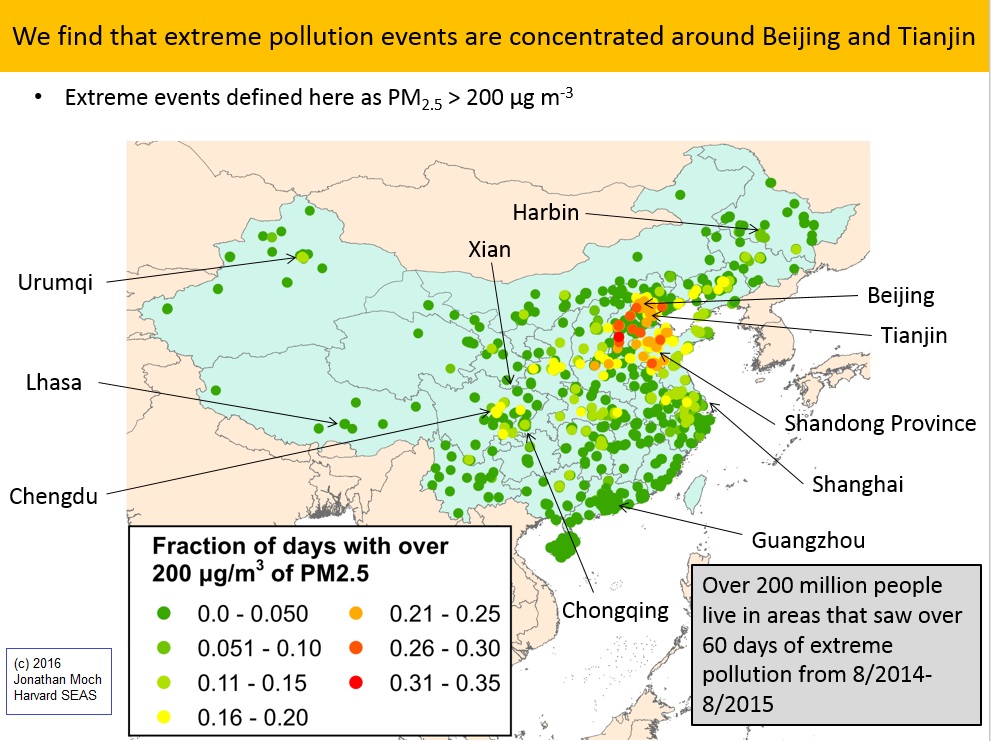 We find that extreme pollution events are concentrated around Beijing and Tianjin
• Extreme events defined here as PM2.5 > 200 µg m-3
Harbin
Xian
Urumqi
Beijing
Tianjin
Lhasa
Shandong Province
Shanghai
Chengdu
Guangzhou
Chongqing
Fraction of days with over
200 µg/m3 of PM2.5
0.0 - 0.050
0.051 - 0.10
0.11 - 0.15
0.16 - 0.20
0.21 - 0.25
0.26 - 0.30
0.31 - 0.35
Over 200 million people
live in areas that saw over
60 days of extreme
pollution from 8/2014-
8/2015
(c) 2016
Jonathan Moch
Harvard SEAS